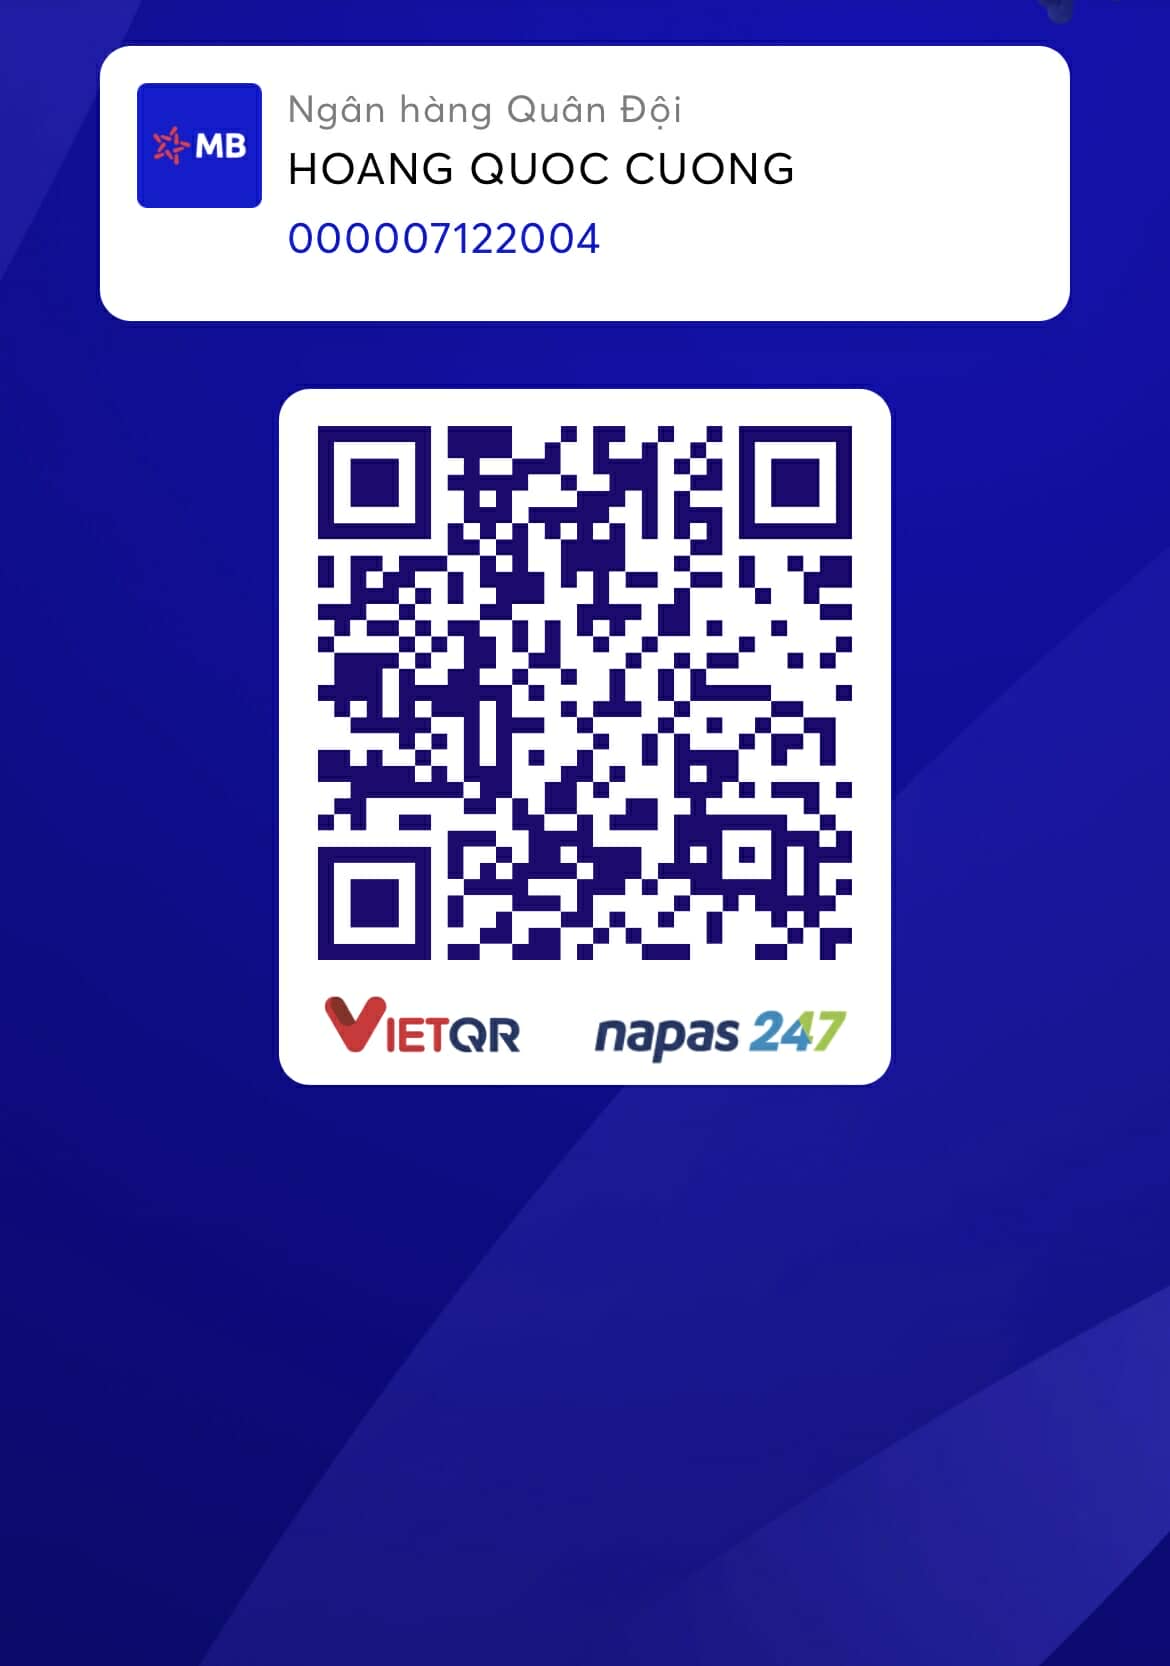 MB
Ngân hàng Quân Đội
HOANG QUOC CUONG
000007122004
VIETQR
napas 247